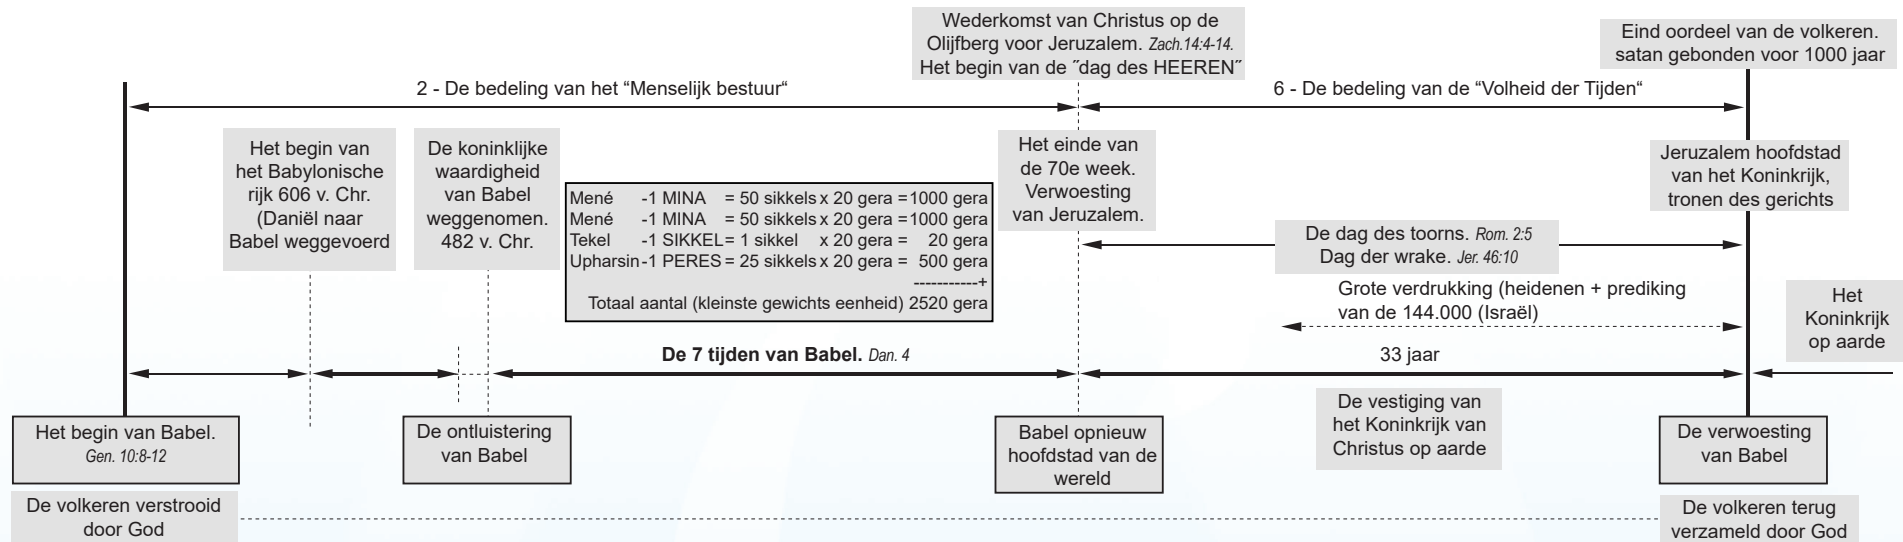 Wederkomst van Christus op de
Olijfberg voor Jeruzalem. Zach.14:4-14.
Het begin van de ˝dag des HEEREN˝
Eind oordeel van de volkeren.
satan gebonden voor 1000 jaar
2 - De bedeling van het “Menselijk bestuur“
6 - De bedeling van de “Volheid der Tijden“
Het begin van
het Babylonische
rijk 606 v. Chr.
(Daniël naar
Babel weggevoerd
De koninklijke
waardigheid
van Babel
weggenomen.
482 v. Chr.
Mené -1 MINA = 50 sikkels x 20 gera =1000 gera
Mené -1 MINA = 50 sikkels x 20 gera =1000 gera
Tekel -1 SIKKEL= 1 sikkel x 20 gera = 20 gera
Upharsin-1 PERES = 25 sikkels x 20 gera = 500 gera
-----------+
Totaal aantal (kleinste gewichts eenheid) 2520 gera
Het einde van
de 70e week.
Verwoesting
van Jeruzalem.
Jeruzalem hoofdstad
van het Koninkrijk,
tronen des gerichts
De dag des toorns. Rom. 2:5
Dag der wrake. Jer. 46:10
Grote verdrukking (heidenen + prediking
van de 144.000 (Israël)
Het
Koninkrijk
op aarde
De 7 tijden van Babel. Dan. 4
33 jaar
Het begin van Babel.
Gen. 10:8-12
De ontluistering
van Babel
Babel opnieuw
hoofdstad van de
wereld
De vestiging van
het Koninkrijk van
Christus op aarde
De verwoesting
van Babel
De volkeren verstrooid
door God
De volkeren terug
verzameld door God